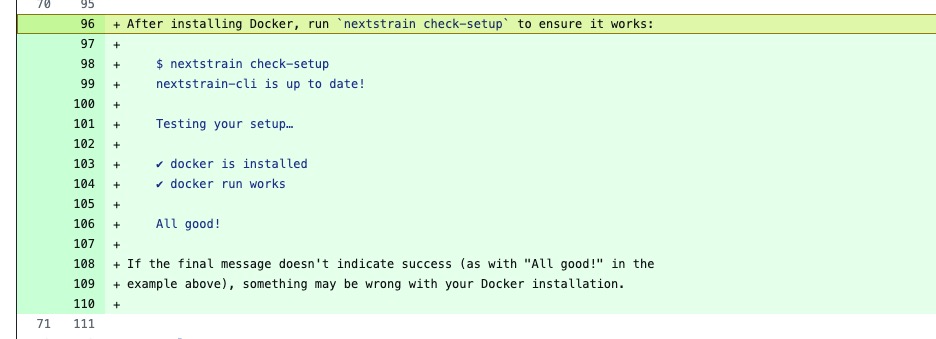 70 95
96 + After installing Docker, run `nextstrain check-setup` to ensure it works:
97 +
98 + $ nextstrain check-setup
99 + nextstrain-cli is up to date!
100 +
101 + Testing your setup…
102 +
103 + ✔ docker is installed
104 + ✔ docker run works
105 +
106 + All good!
107 +
108 + If the final message doesn't indicate success (as with "All good!" in the
109 + example above), something may be wrong with your Docker installation.
110 +
71 111